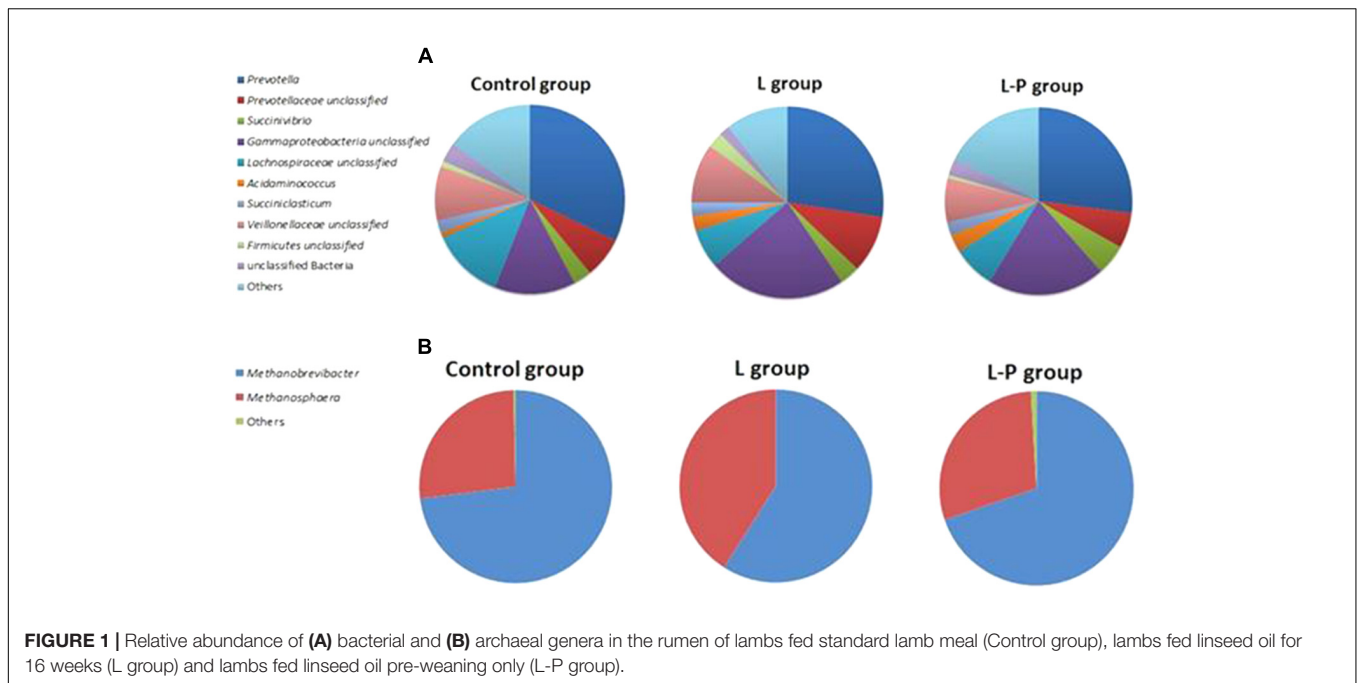 A
Prevotella
Prevotellaceae unclassified
Succinivibrio
Gammaproteobacteria unclassified
Lachnospiraceae unclassified
Acidaminococcus
Succiniclasticum
Veillonellaceae unclassified
Firmicutes unclassified
unclassified Bacteria
Others
Control group
L group
L-P group
B
Methanobrevibacter
Methanosphaera
Others
Control group
L group
L-P group
FIGURE 1 | Relative abundance of (A) bacterial and (B) archaeal genera in the rumen of lambs fed standard lamb meal (Control group), lambs fed linseed oil for
16 weeks (L group) and lambs fed linseed oil pre-weaning only (L-P group).